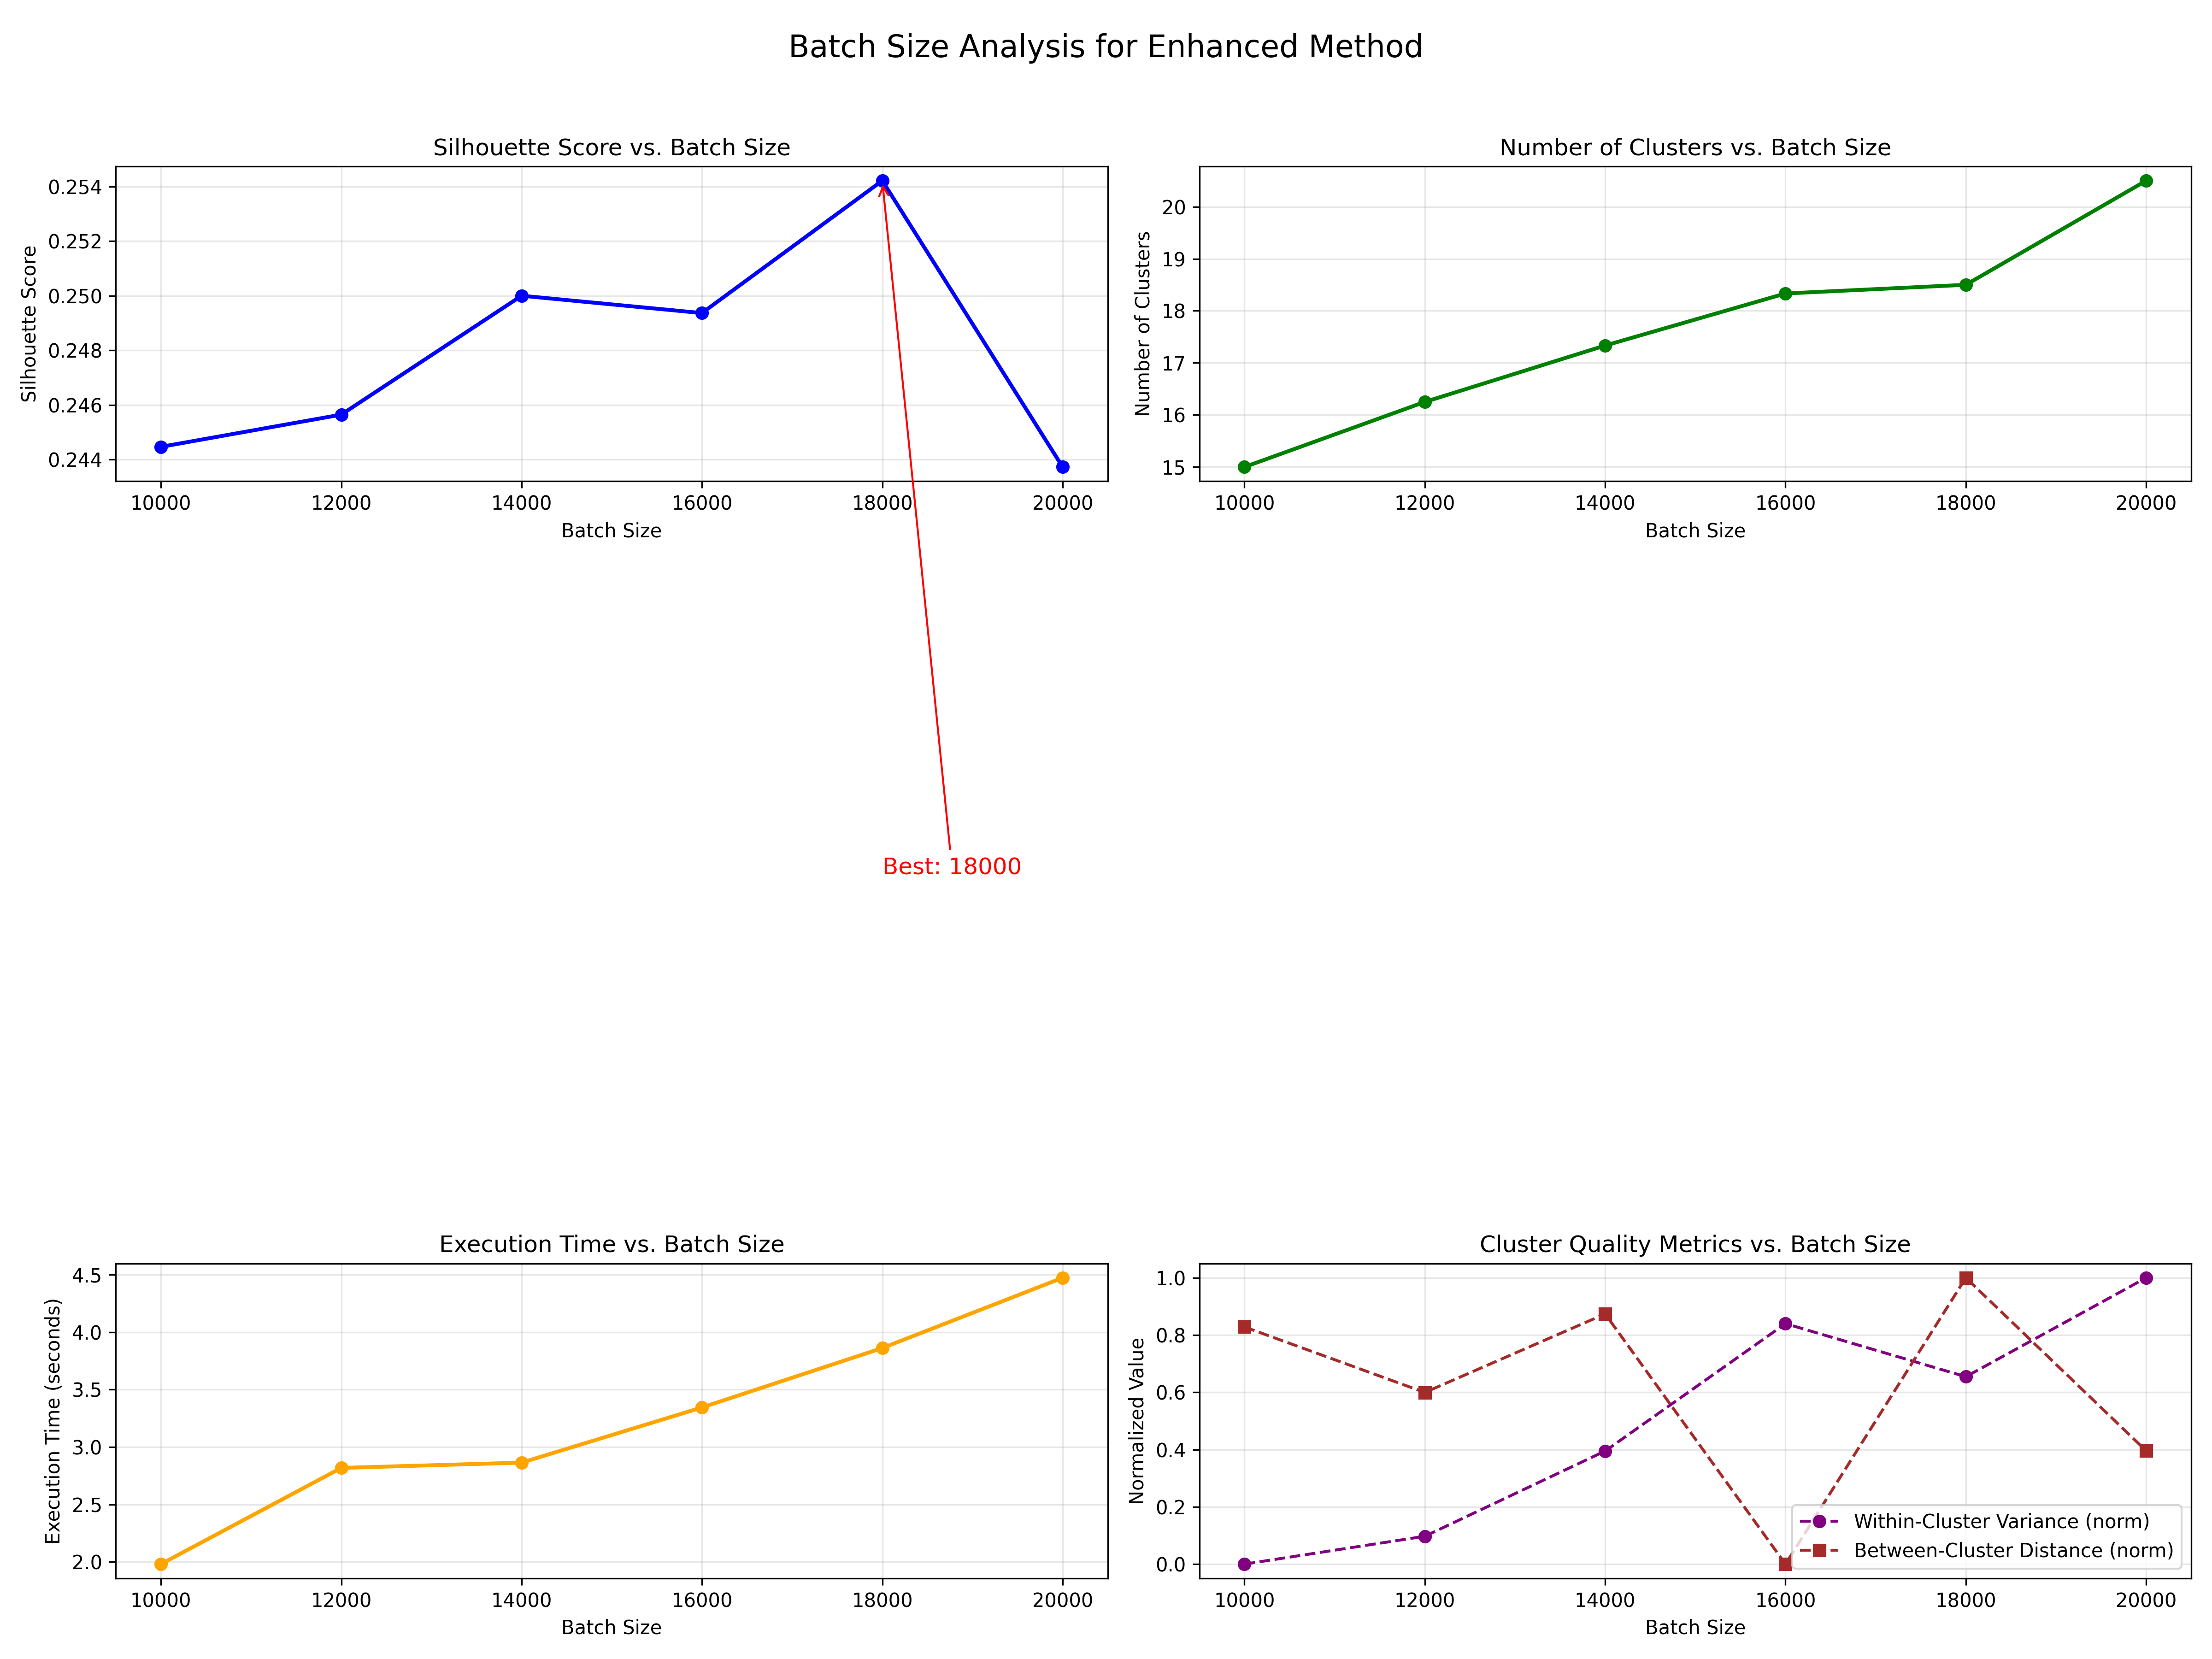 Batch Size Analysis for Enhanced Method
Silhouette Score vs. Batch Size
Silhouette Score
0.254
0.252
0.250
0.248
0.246
0.244
10000 12000 14000 16000 18000 20000
Batch Size
Number of Clusters vs. Batch Size
Number of Clusters
20
19
18
17
16
15
10000 12000 14000 16000 18000 20000
Batch Size
Best: 18000
Execution Time vs. Batch Size
Execution Time (seconds)
4.5
4.0
3.5
3.0
2.5
2.0
10000 12000 14000 16000 18000 20000
Batch Size
Cluster Quality Metrics vs. Batch Size
Normalized Value
1.0
0.8
0.6
0.4
0.2
0.0
Within-Cluster Variance (norm)
Between-Cluster Distance (norm)
10000 12000 14000 16000 18000 20000
Batch Size